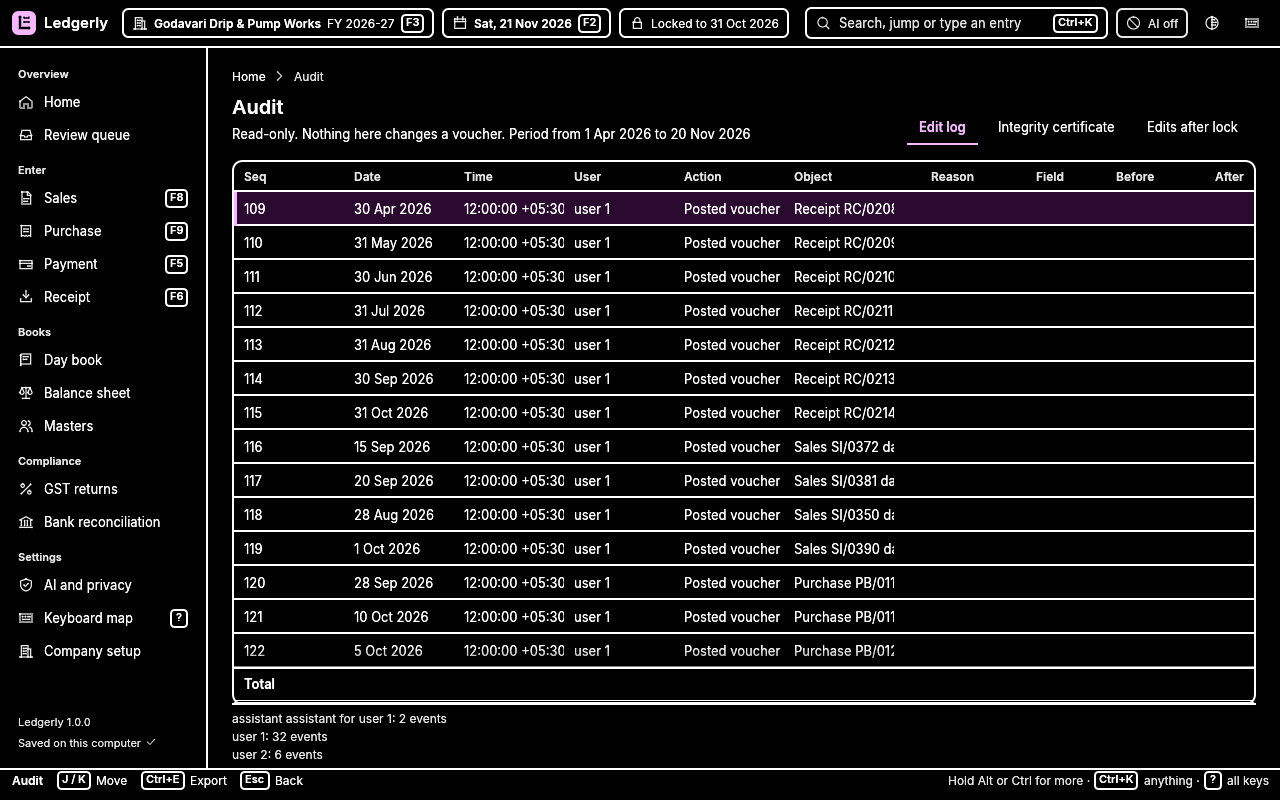 Ledgerly
Godavari Drip & Pump Works FY 2026-27 F3
Sat, 21 Nov 2026 F2
Locked to 31 Oct 2026
Search, jump or type an entry Ctrl+K
AI off
Overview
Home
Review queue
Enter
Sales F8
Purchase F9
Payment F5
Receipt F6
Books
Day book
Balance sheet
Masters
Compliance
GST returns
Bank reconciliation
Settings
AI and privacy
Keyboard map ?
Company setup
Ledgerly 1.0.0
Saved on this computer
Home > Audit
Audit
Read-only. Nothing here changes a voucher. Period from 1 Apr 2026 to 20 Nov 2026
Edit log Integrity certificate Edits after lock
Seq Date Time User Action Object Reason Field Before After
109 30 Apr 2026 12:00:00 +05:30 user 1 Posted voucher Receipt RC/0208
110 31 May 2026 12:00:00 +05:30 user 1 Posted voucher Receipt RC/0209
111 30 Jun 2026 12:00:00 +05:30 user 1 Posted voucher Receipt RC/0210
112 31 Jul 2026 12:00:00 +05:30 user 1 Posted voucher Receipt RC/0211
113 31 Aug 2026 12:00:00 +05:30 user 1 Posted voucher Receipt RC/0212
114 30 Sep 2026 12:00:00 +05:30 user 1 Posted voucher Receipt RC/0213
115 31 Oct 2026 12:00:00 +05:30 user 1 Posted voucher Receipt RC/0214
116 15 Sep 2026 12:00:00 +05:30 user 1 Posted voucher Sales SI/0372 da
117 20 Sep 2026 12:00:00 +05:30 user 1 Posted voucher Sales SI/0381 da
118 28 Aug 2026 12:00:00 +05:30 user 1 Posted voucher Sales SI/0350 da
119 1 Oct 2026 12:00:00 +05:30 user 1 Posted voucher Sales SI/0390 da
120 28 Sep 2026 12:00:00 +05:30 user 1 Posted voucher Purchase PB/011
121 10 Oct 2026 12:00:00 +05:30 user 1 Posted voucher Purchase PB/011
122 5 Oct 2026 12:00:00 +05:30 user 1 Posted voucher Purchase PB/012
Total
assistant assistant for user 1: 2 events
user 1: 32 events
user 2: 6 events
Audit J / K Move Ctrl+E Export Esc Back
Hold Alt or Ctrl for more · Ctrl+K anything · ? all keys